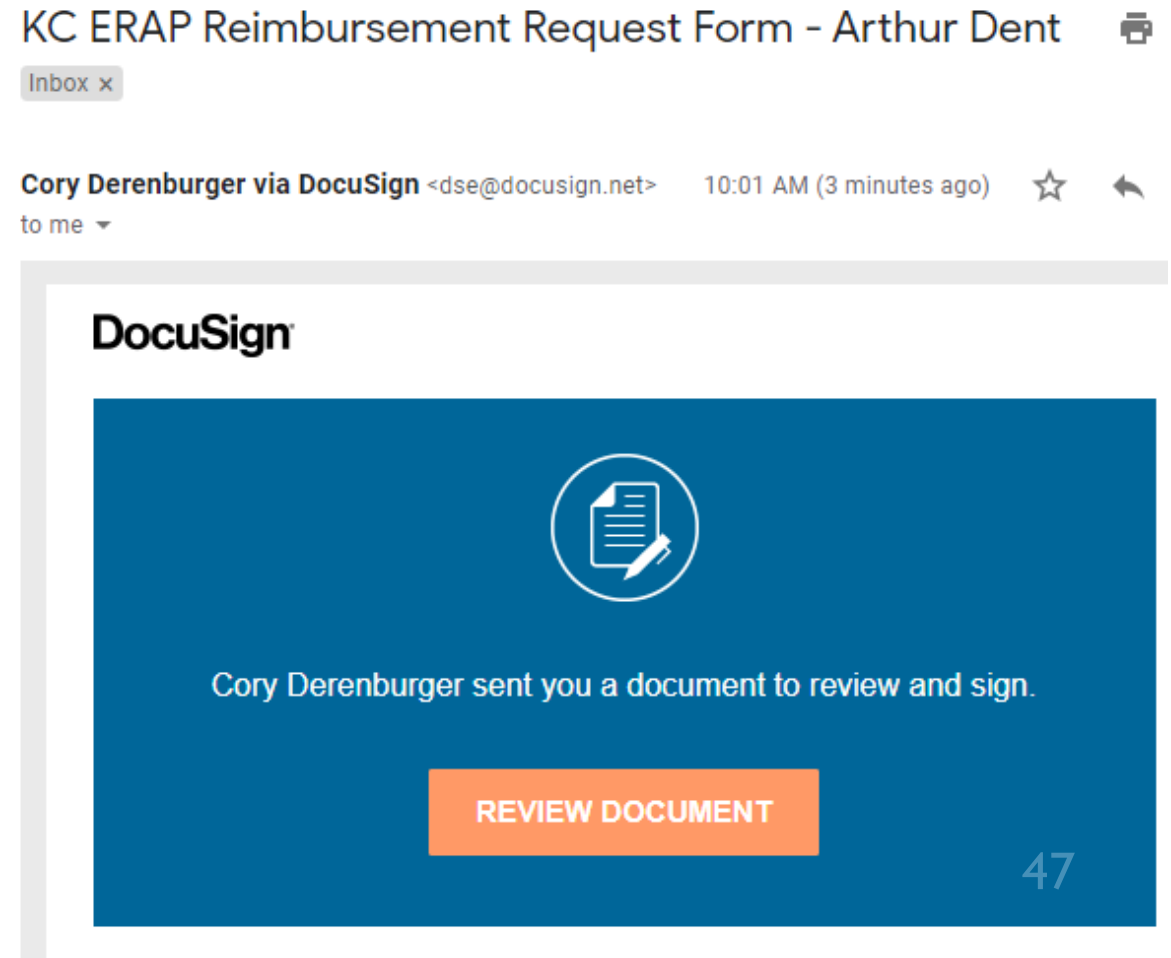 KC ERAP Reimbursement Request Form - Arthur Dent
Inbox x
Cory Derenburger via DocuSign <dse@docusign.net> 10:01 AM (3 minutes ago)
to me
DocuSign
Cory Derenburger sent you a document to review and sign.
REVIEW DOCUMENT
47